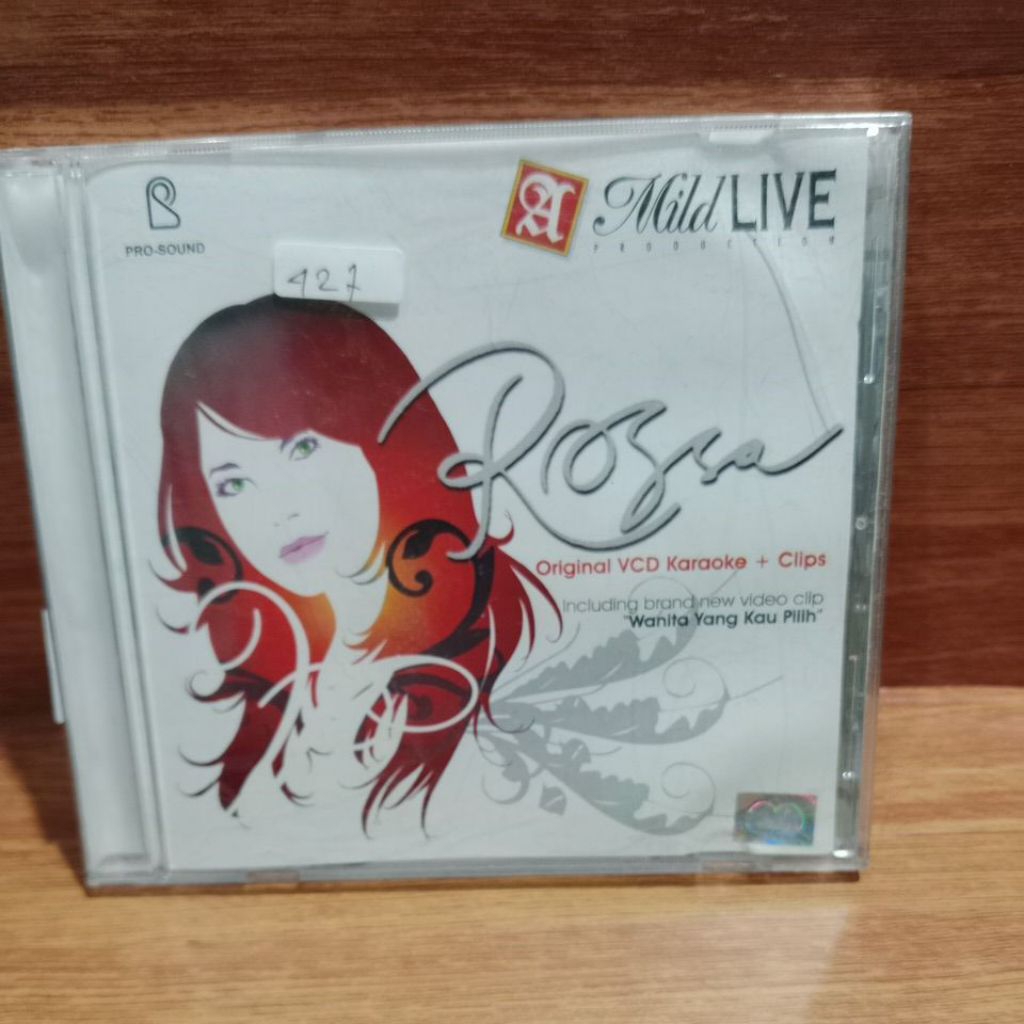 PRO-SOUND
A Mild LIVE
PRODUCTION
427
Rossa
Original VCD Karaoke + Clips
Including brand new video clip
"Wanita Yang Kau Pilih"